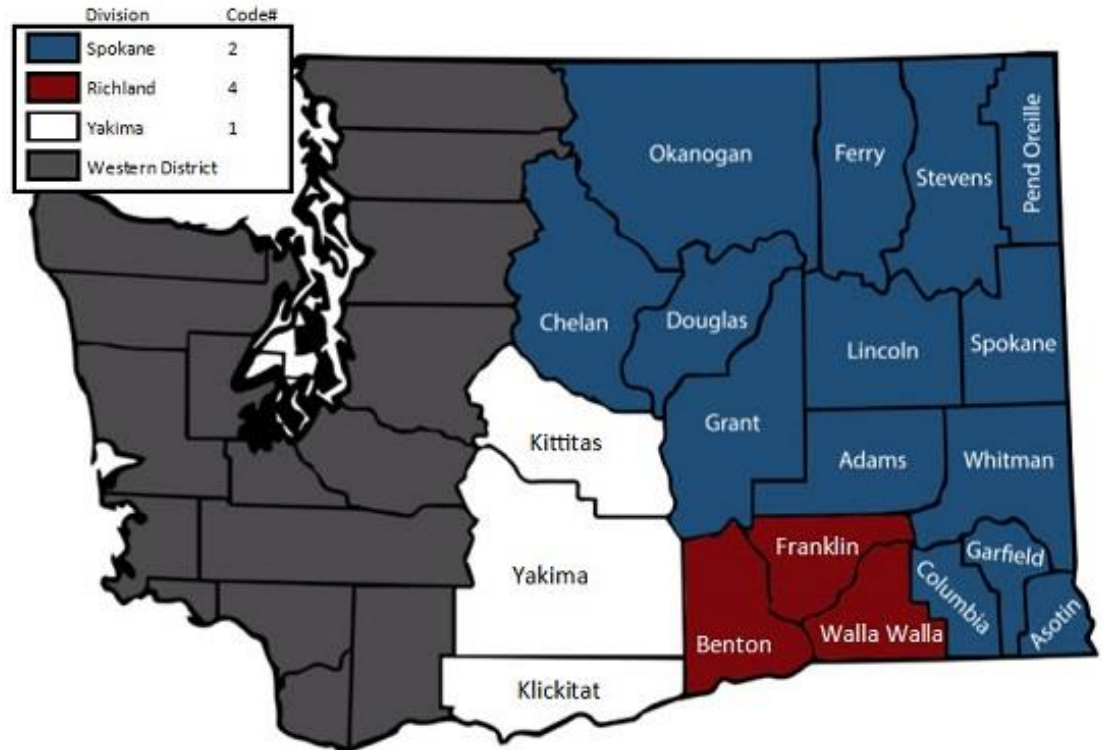 Division Code#
Spokane 2
Richland 4
Yakima 1
Western District
Okanogan
Ferry
Stevens
Pend Oreille
Chelan
Douglas
Lincoln
Spokane
Grant
Kittitas
Adams
Whitman
Franklin
Garfield
Yakima
Columbia
Asotin
Walla Walla
Benton
Klickitat